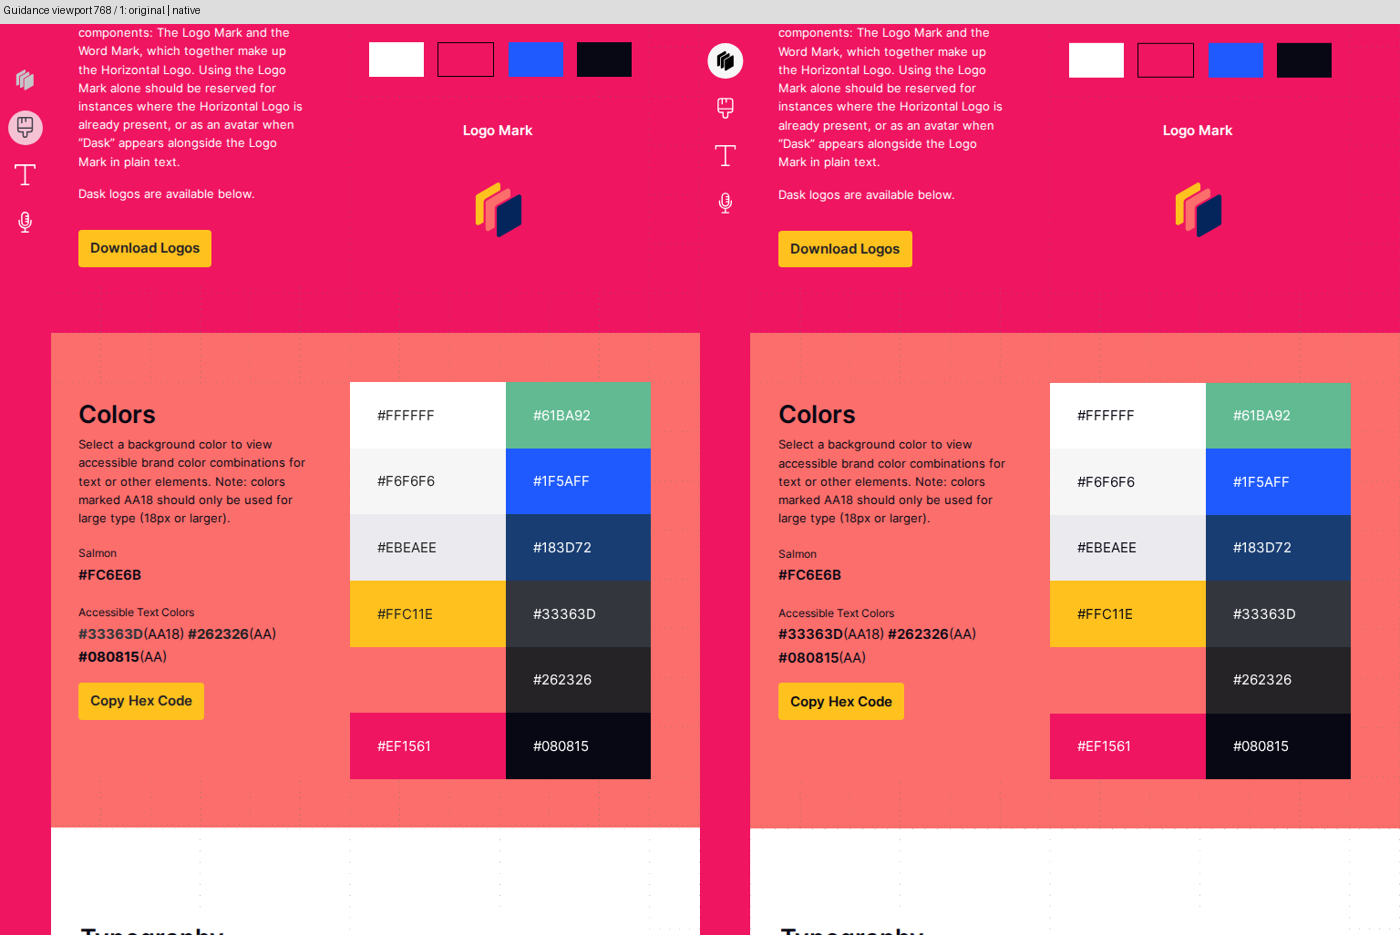 Guidance viewport 768 / 1: original | native
components: The Logo Mark and the
Word Mark, which together make up
the Horizontal Logo. Using the Logo
Mark alone should be reserved for
instances where the Horizontal Logo is
already present, or as an avatar when
“Dask” appears alongside the Logo
Mark in plain text.
Dask logos are available below.
Download Logos
Logo Mark
Colors
Select a background color to view
accessible brand color combinations for
text or other elements. Note: colors
marked AA18 should only be used for
large type (18px or larger).
Salmon
#FC6E6B
Accessible Text Colors
#33363D(AA18) #262326(AA)
#080815(AA)
Copy Hex Code
#FFFFFF
#61BA92
#F6F6F6
#1F5AFF
#EBEAEE
#183D72
#FFC11E
#33363D
#262326
#EF1561
#080815
Typography
components: The Logo Mark and the
Word Mark, which together make up
the Horizontal Logo. Using the Logo
Mark alone should be reserved for
instances where the Horizontal Logo is
already present, or as an avatar when
“Dask” appears alongside the Logo
Mark in plain text.
Dask logos are available below.
Download Logos
Logo Mark
Colors
Select a background color to view
accessible brand color combinations for
text or other elements. Note: colors
marked AA18 should only be used for
large type (18px or larger).
Salmon
#FC6E6B
Accessible Text Colors
#33363D(AA18) #262326(AA)
#080815(AA)
Copy Hex Code
#FFFFFF
#61BA92
#F6F6F6
#1F5AFF
#EBEAEE
#183D72
#FFC11E
#33363D
#262326
#EF1561
#080815
Typography